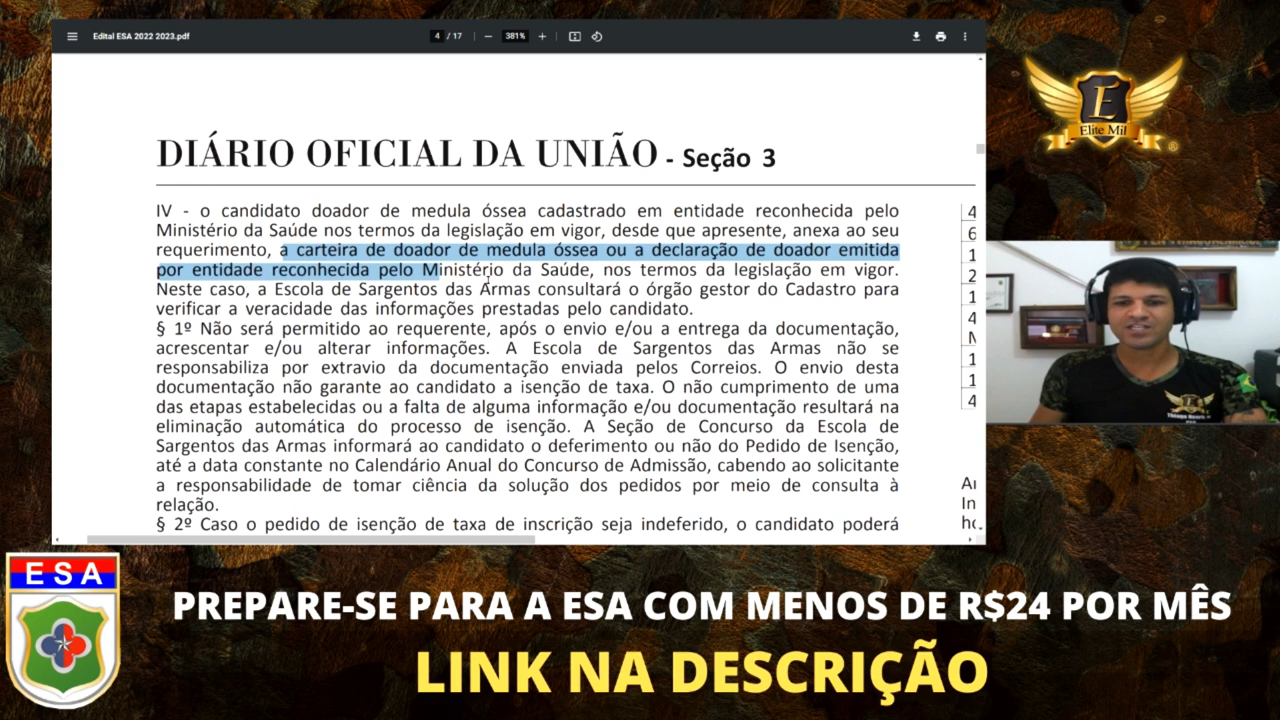 Edital ESA 2022 2023.pdf
4 / 17
381%
DIÁRIO OFICIAL DA UNIÃO - Seção 3
IV - o candidato doador de medula óssea cadastrado em entidade reconhecida pelo
Ministério da Saúde nos termos da legislação em vigor, desde que apresente, anexa ao seu
requerimento, a carteira de doador de medula óssea ou a declaração de doador emitida
por entidade reconhecida pelo Ministério da Saúde, nos termos da legislação em vigor.
Neste caso, a Escola de Sargentos das Armas consultará o órgão gestor do Cadastro para
verificar a veracidade das informações prestadas pelo candidato.
§ 1º Não será permitido ao requerente, após o envio e/ou a entrega da documentação,
acrescentar e/ou alterar informações. A Escola de Sargentos das Armas não se
responsabiliza por extravio da documentação enviada pelos Correios. O envio desta
documentação não garante ao candidato a isenção de taxa. O não cumprimento de uma
das etapas estabelecidas ou a falta de alguma informação e/ou documentação resultará na
eliminação automática do processo de isenção. A Seção de Concurso da Escola de
Sargentos das Armas informará ao candidato o deferimento ou não do Pedido de Isenção,
até a data constante no Calendário Anual do Concurso de Admissão, cabendo ao solicitante
a responsabilidade de tomar ciência da solução dos pedidos por meio de consulta à
relação.
§ 2º Caso o pedido de isenção de taxa de inscrição seja indeferido, o candidato poderá
4
6
1
2
1
4
N
1
1
4
In
E
Elite Mil
®
ESA
PREPARE-SE PARA A ESA COM MENOS DE R$24 POR MÊS
LINK NA DESCRIÇÃO